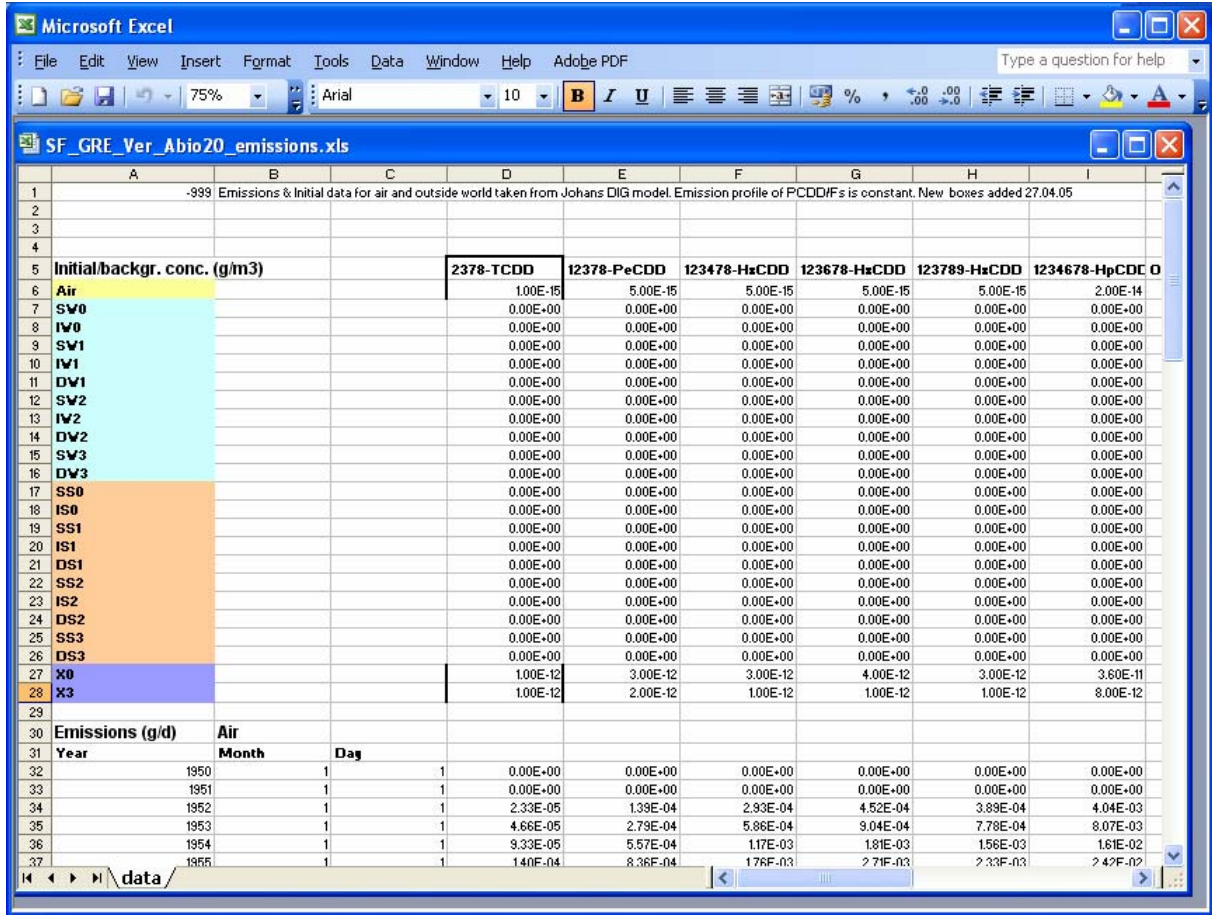 Microsoft Excel
File Edit View Insert Format Tools Data Window Help Adobe PDF Type a question for help
75% Arial 10 B I U % , .00 .00 A
SF_GRE_Ver_Abio20_emissions.xls
A B C D E F G H I
1 -999 Emissions & Initial data for air and outside world taken from Johans DIG model. Emission profile of PCDD/Fs is constant. New boxes added 27.04.05
2
3
4
5 Initial/backgr. conc. (g/m3) 2378-TCDD 12378-PeCDD 123478-HxCDD 123678-HxCDD 123789-HxCDD 1234678-HpCDD O
6 Air 1.00E-15 5.00E-15 5.00E-15 5.00E-15 5.00E-15 2.00E-14
7 SW0 0.00E+00 0.00E+00 0.00E+00 0.00E+00 0.00E+00 0.00E+00
8 IW0 0.00E+00 0.00E+00 0.00E+00 0.00E+00 0.00E+00 0.00E+00
9 SW1 0.00E+00 0.00E+00 0.00E+00 0.00E+00 0.00E+00 0.00E+00
10 IW1 0.00E+00 0.00E+00 0.00E+00 0.00E+00 0.00E+00 0.00E+00
11 DW1 0.00E+00 0.00E+00 0.00E+00 0.00E+00 0.00E+00 0.00E+00
12 SW2 0.00E+00 0.00E+00 0.00E+00 0.00E+00 0.00E+00 0.00E+00
13 IW2 0.00E+00 0.00E+00 0.00E+00 0.00E+00 0.00E+00 0.00E+00
14 DW2 0.00E+00 0.00E+00 0.00E+00 0.00E+00 0.00E+00 0.00E+00
15 SW3 0.00E+00 0.00E+00 0.00E+00 0.00E+00 0.00E+00 0.00E+00
16 DW3 0.00E+00 0.00E+00 0.00E+00 0.00E+00 0.00E+00 0.00E+00
17 SS0 0.00E+00 0.00E+00 0.00E+00 0.00E+00 0.00E+00 0.00E+00
18 IS0 0.00E+00 0.00E+00 0.00E+00 0.00E+00 0.00E+00 0.00E+00
19 SS1 0.00E+00 0.00E+00 0.00E+00 0.00E+00 0.00E+00 0.00E+00
20 IS1 0.00E+00 0.00E+00 0.00E+00 0.00E+00 0.00E+00 0.00E+00
21 DS1 0.00E+00 0.00E+00 0.00E+00 0.00E+00 0.00E+00 0.00E+00
22 SS2 0.00E+00 0.00E+00 0.00E+00 0.00E+00 0.00E+00 0.00E+00
23 IS2 0.00E+00 0.00E+00 0.00E+00 0.00E+00 0.00E+00 0.00E+00
24 DS2 0.00E+00 0.00E+00 0.00E+00 0.00E+00 0.00E+00 0.00E+00
25 SS3 0.00E+00 0.00E+00 0.00E+00 0.00E+00 0.00E+00 0.00E+00
26 DS3 0.00E+00 0.00E+00 0.00E+00 0.00E+00 0.00E+00 0.00E+00
27 X0 1.00E-12 3.00E-12 3.00E-12 4.00E-12 3.00E-12 3.60E-11
28 X3 1.00E-12 2.00E-12 1.00E-12 1.00E-12 1.00E-12 8.00E-12
29
30 Emissions (g/d) Air
31 Year Month Day
32 1950 1 1 0.00E+00 0.00E+00 0.00E+00 0.00E+00 0.00E+00 0.00E+00
33 1951 1 1 0.00E+00 0.00E+00 0.00E+00 0.00E+00 0.00E+00 0.00E+00
34 1952 1 1 2.33E-05 1.39E-04 2.93E-04 4.52E-04 3.89E-04 4.04E-03
35 1953 1 1 4.66E-05 2.79E-04 5.86E-04 9.04E-04 7.78E-04 8.07E-03
36 1954 1 1 9.33E-05 5.57E-04 1.17E-03 1.81E-03 1.56E-03 1.61E-02
37 1955 1 1 1.40E-04 8.36E-04 1.76E-03 2.71E-03 2.33E-03 2.42E-02
data